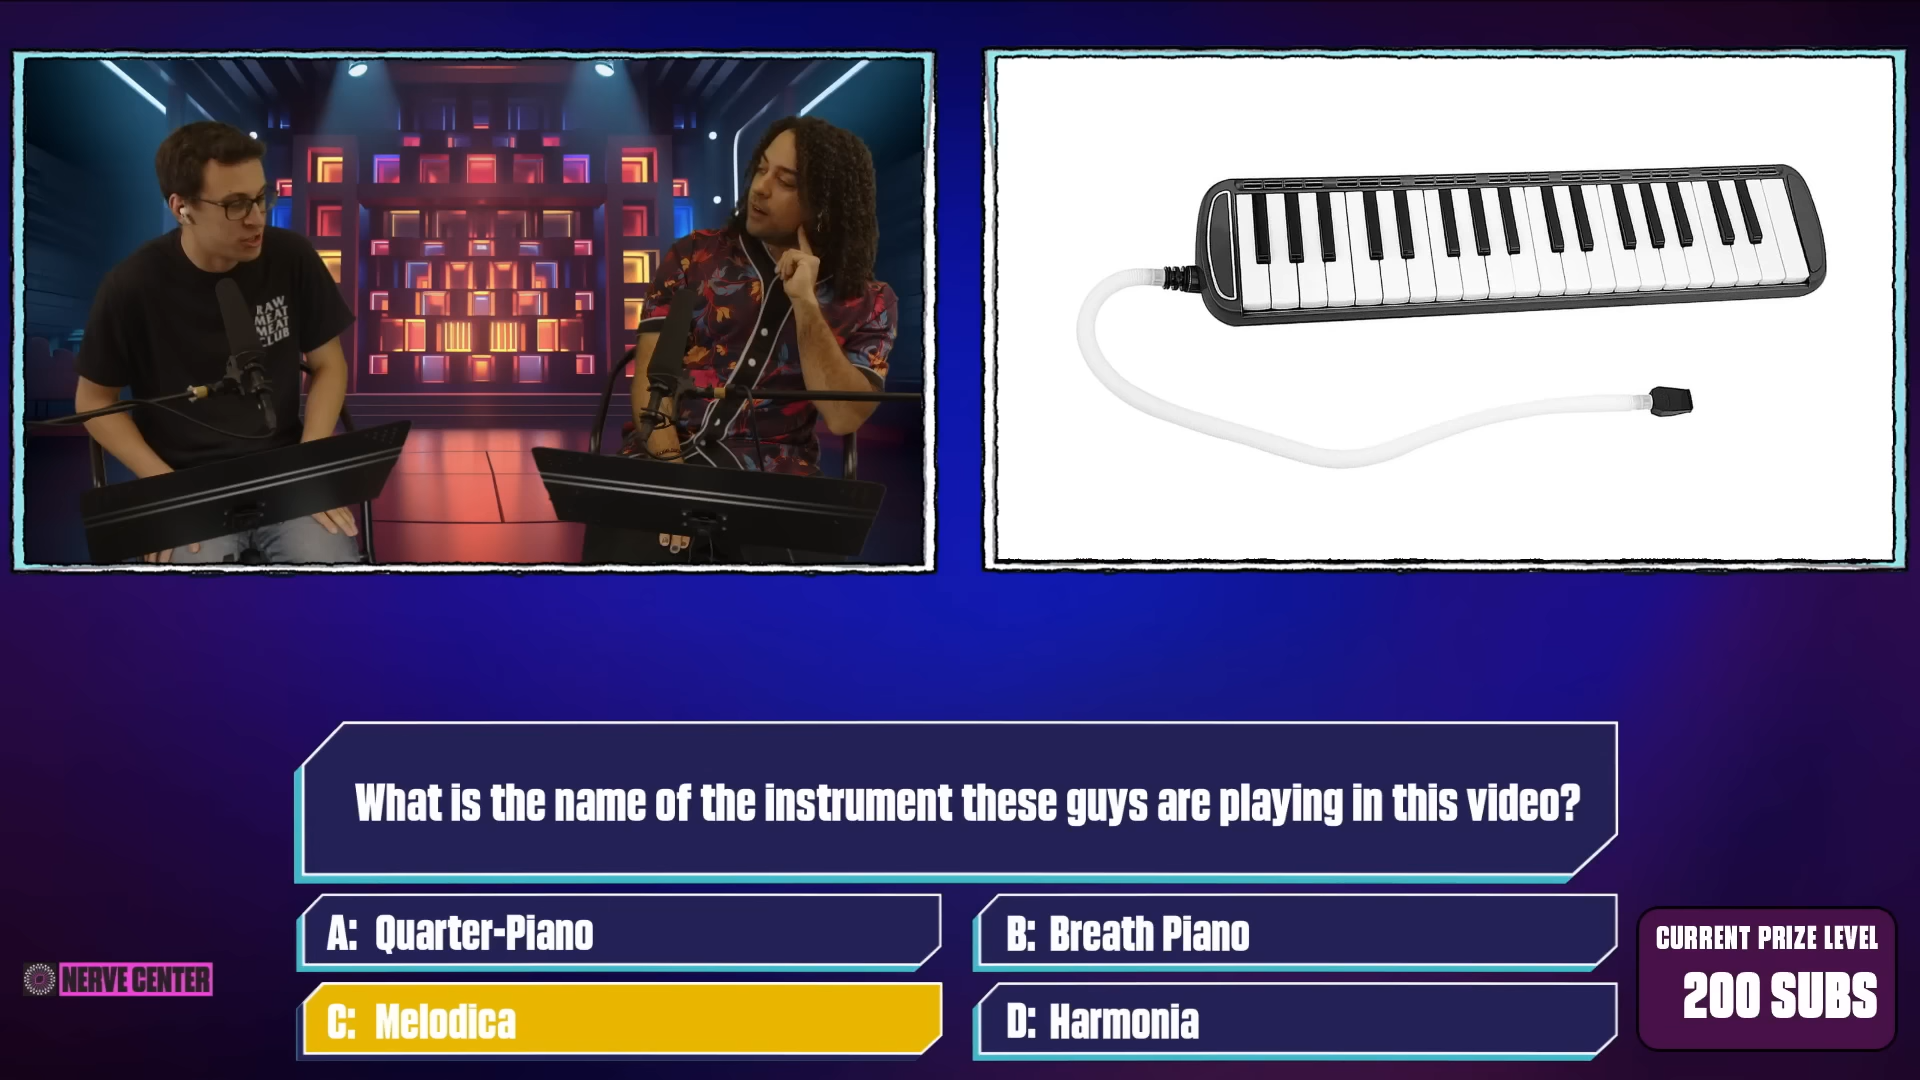 RAW
MEAT
MEAT
CLUB
What is the name of the instrument these guys are playing in this video?
A: Quarter-Piano
B: Breath Piano
C: Melodica
D: Harmonia
NERVE CENTER
CURRENT PRIZE LEVEL
200 SUBS